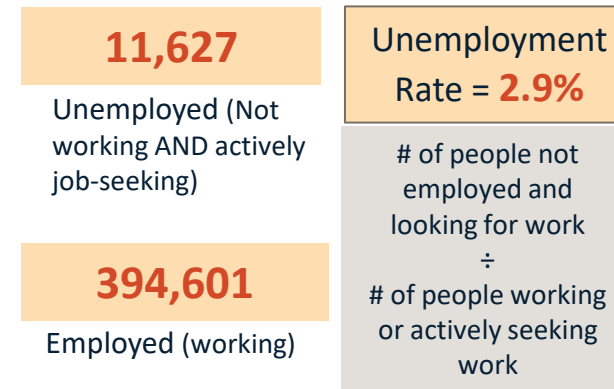 11,627
Unemployed (Not
working AND actively
job-seeking)
394,601
Employed (working)
Unemployment
Rate = 2.9%
# of people not
employed and
looking for work
÷
# of people working
or actively seeking
work